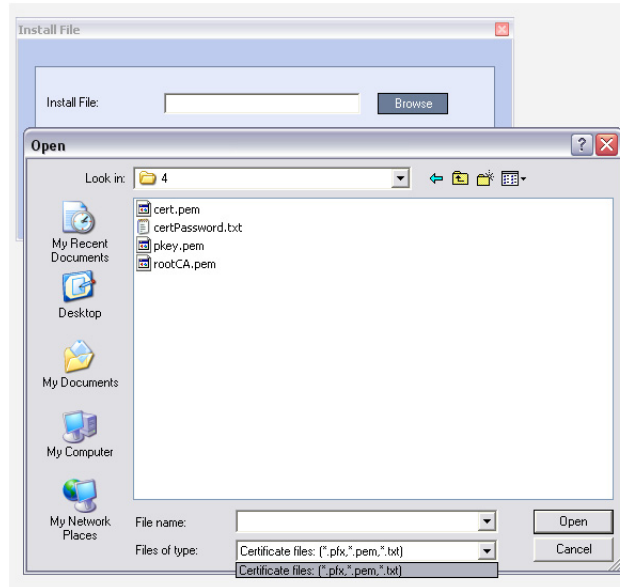 Install File
Install File:
Browse
Open
Look in:
4
cert.pem
certPassword.txt
pkey.pem
rootCA.pem
My Recent
Documents
Desktop
My Documents
My Computer
My Network
Places
File name:
Open
Files of type:
Certificate files: (*.pfx,*.pem,*.txt)
Cancel
Certificate files: (*.pfx,*.pem,*.txt)